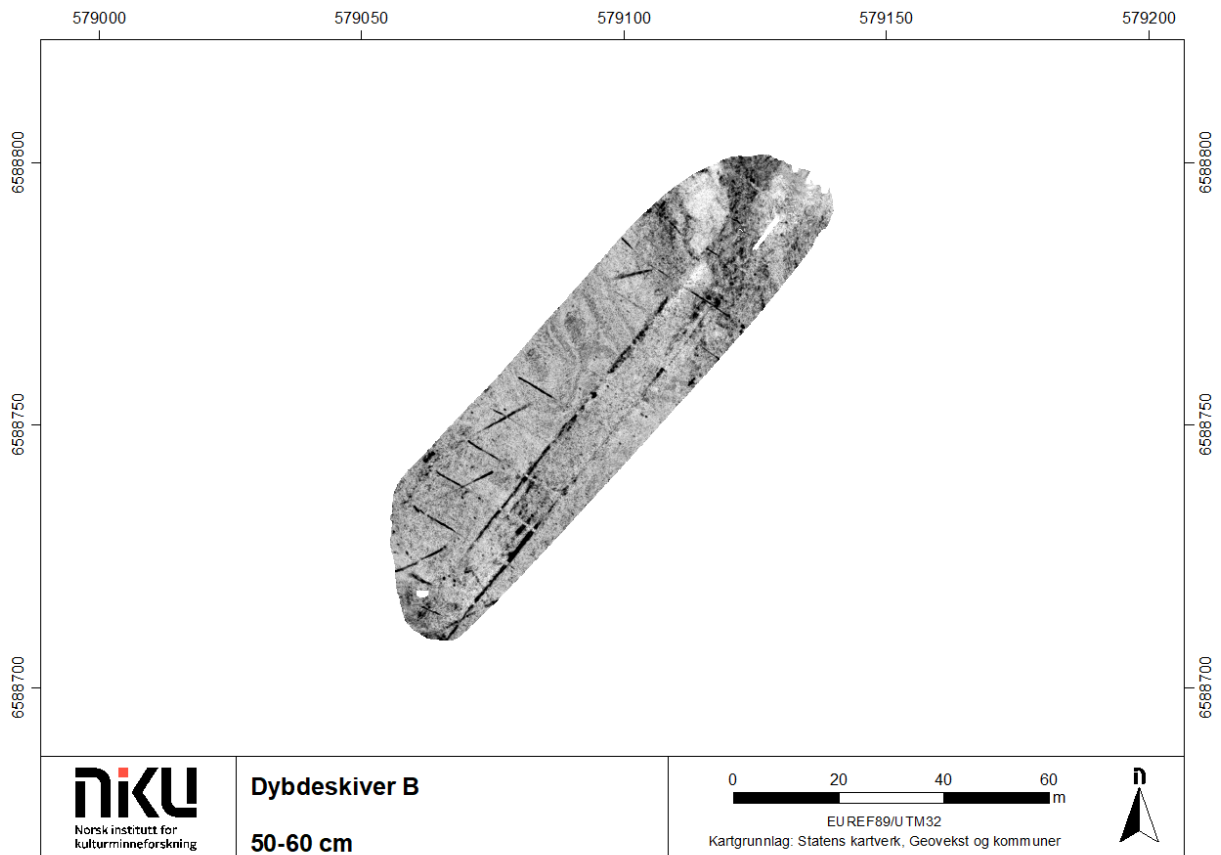 579000 579050 579100 579150 579200
6588800 6588800
6588750 6588750
6588700 6588700
NIKU
Norsk institutt for
kulturminneforskning
Dybdeskiver B
50-60 cm
0 20 40 60
m
EUREF89/UTM32
Kartgrunnlag: Statens kartverk, Geovekst og kommuner
n